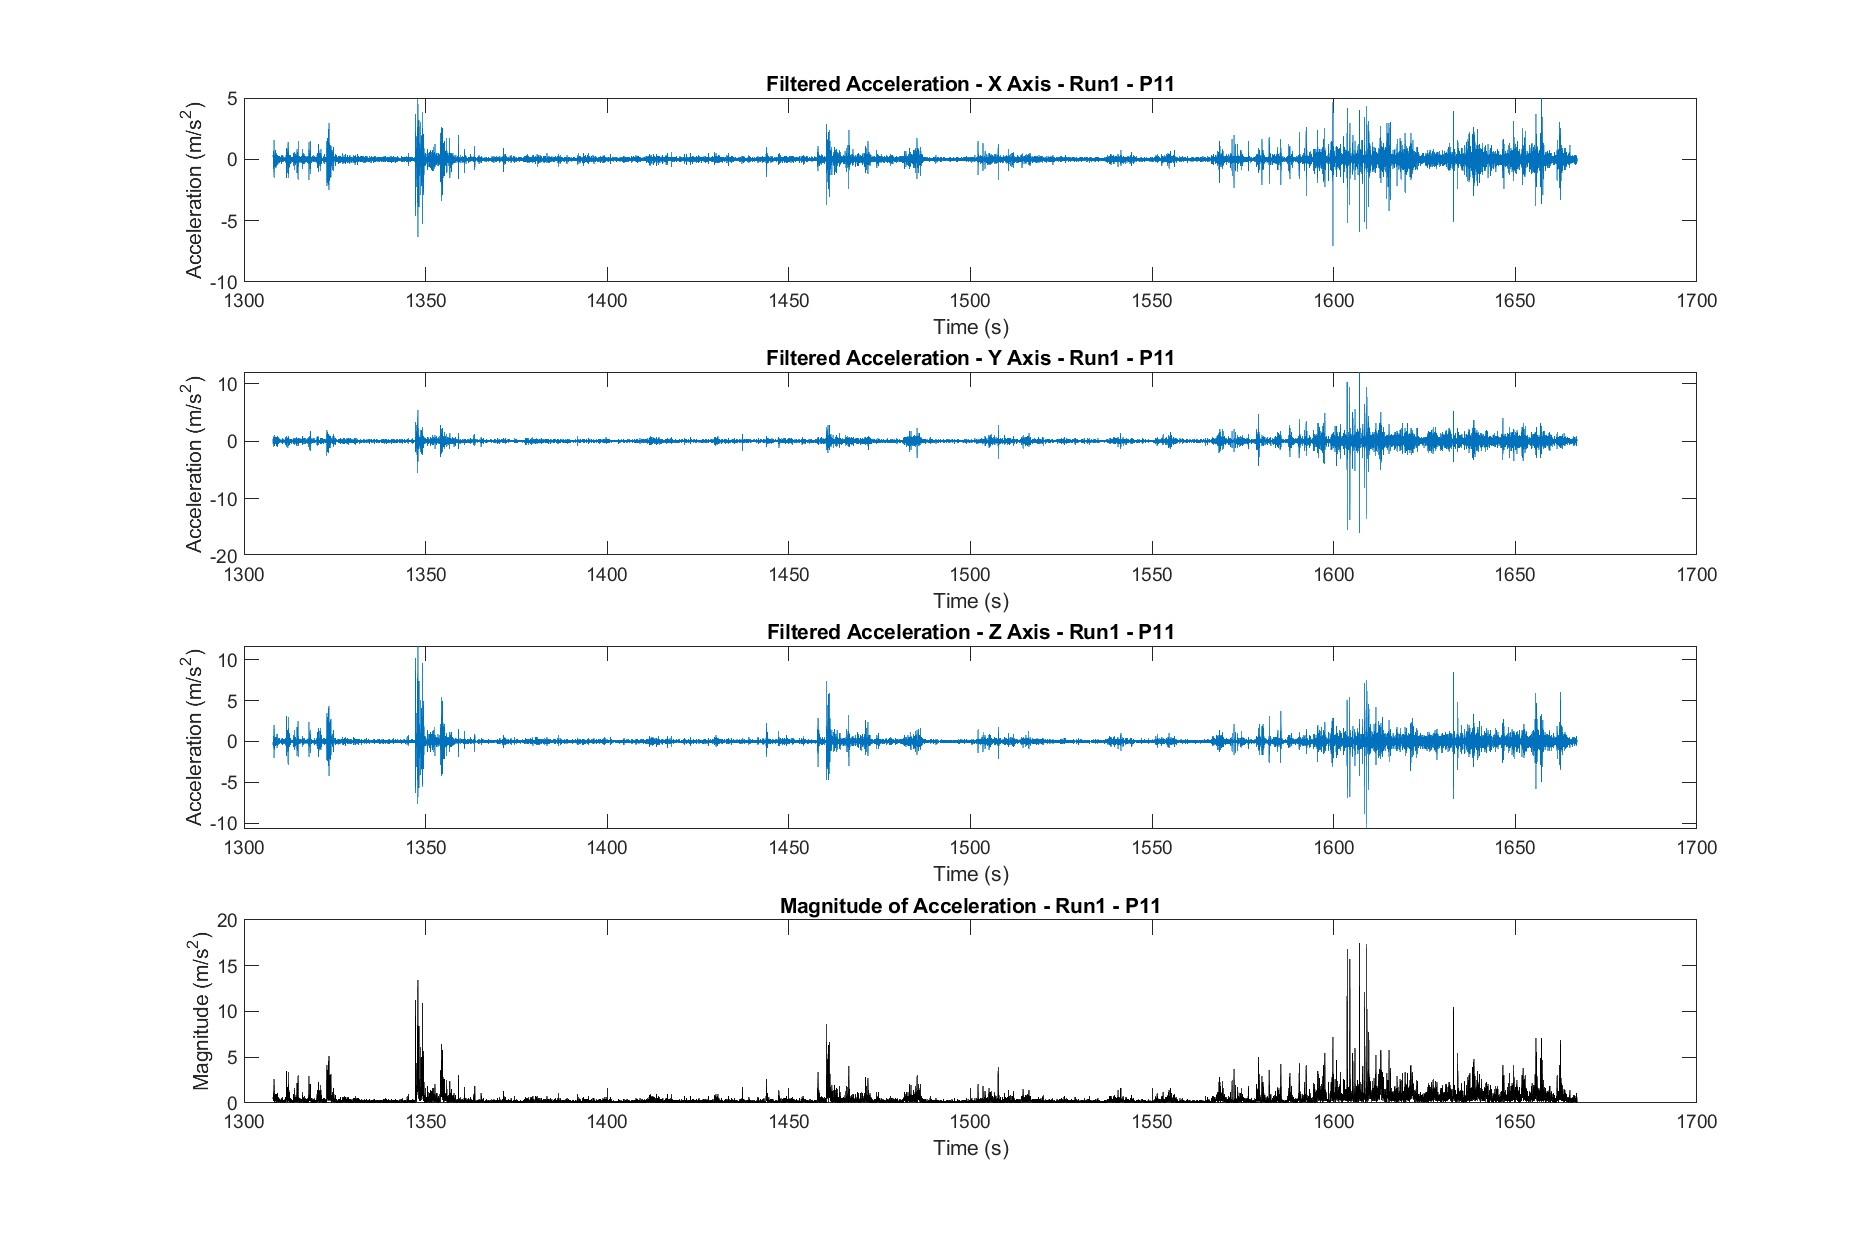 Filtered Acceleration - X Axis - Run1 - P11
Acceleration (m/s²)
5
0
-5
-10
1300 1350 1400 1450 1500 1550 1600 1650 1700
Time (s)
Filtered Acceleration - Y Axis - Run1 - P11
Acceleration (m/s²)
10
0
-10
-20
1300 1350 1400 1450 1500 1550 1600 1650 1700
Time (s)
Filtered Acceleration - Z Axis - Run1 - P11
Acceleration (m/s²)
10
5
0
-5
-10
1300 1350 1400 1450 1500 1550 1600 1650 1700
Time (s)
Magnitude of Acceleration - Run1 - P11
Magnitude (m/s²)
20
15
10
5
0
1300 1350 1400 1450 1500 1550 1600 1650 1700
Time (s)